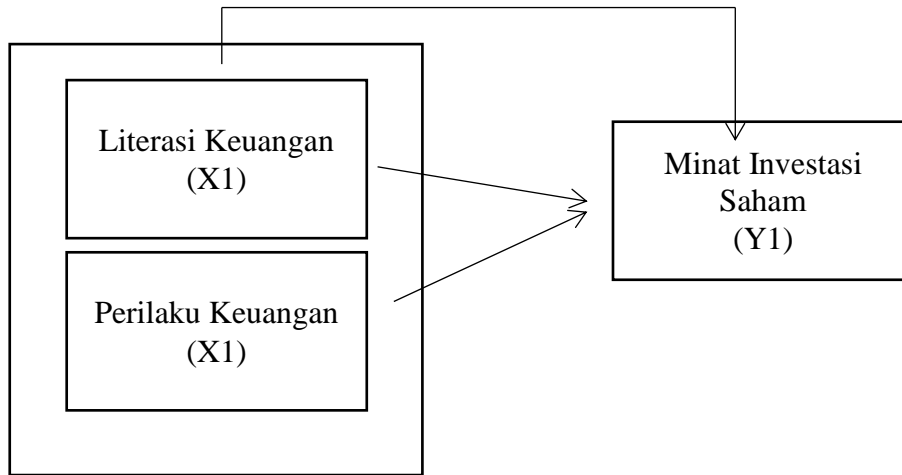 Literasi Keuangan
(X1)
Perilaku Keuangan
(X1)
Minat Investasi
Saham
(Y1)